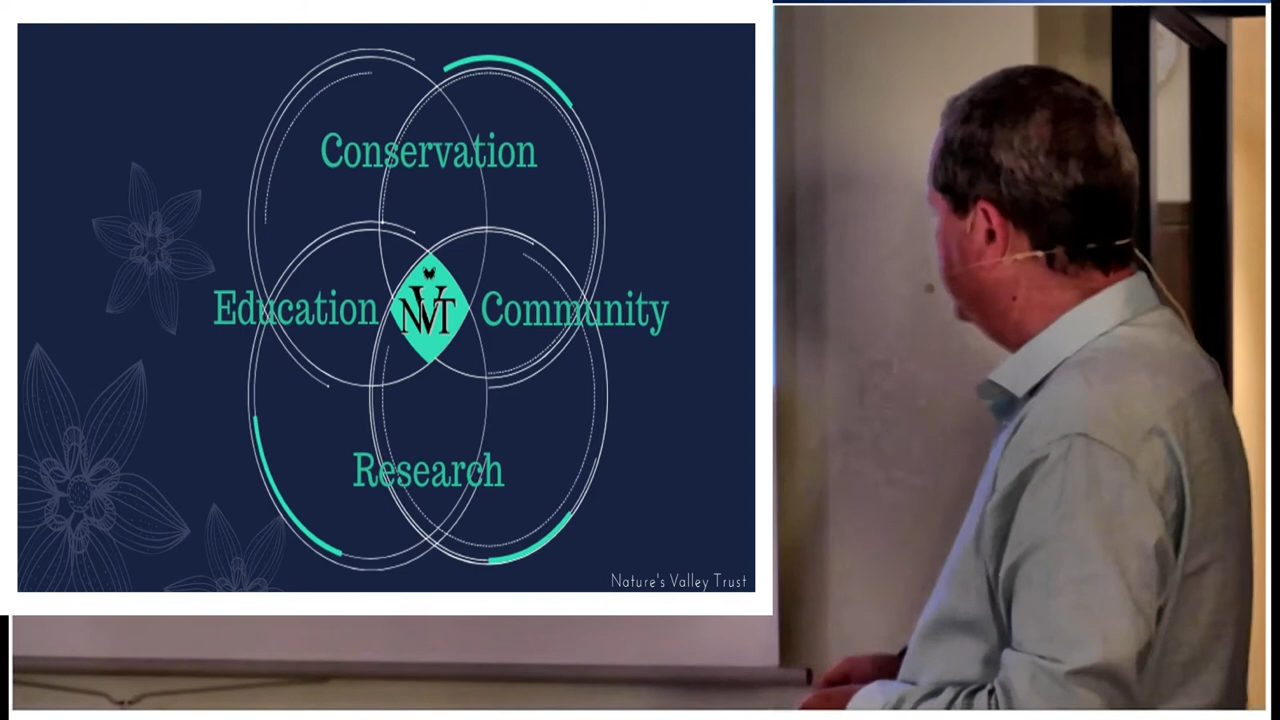 Conservation
Education
NVT
Community
Research
Nature's Valley Trust